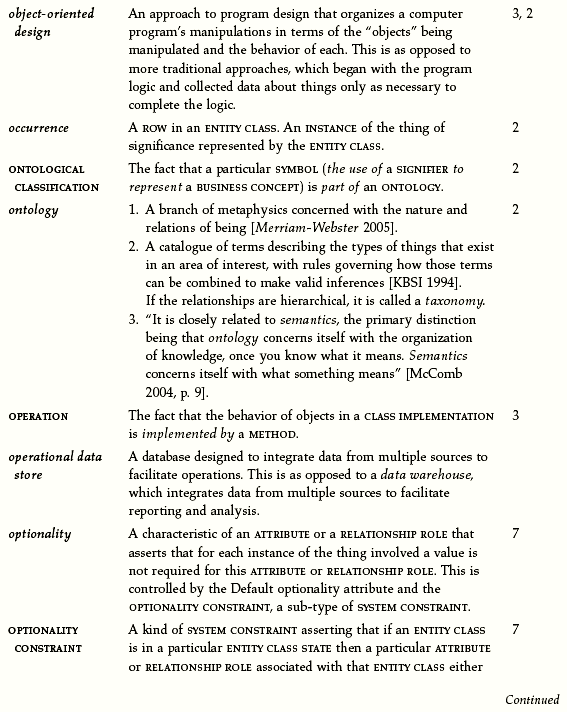 object-oriented design An approach to program design that organizes a computer 3, 2
program's manipulations in terms of the "objects" being
manipulated and the behavior of each. This is as opposed to
more traditional approaches, which began with the program
logic and collected data about things only as necessary to
complete the logic.
occurrence A ROW in an ENTITY CLASS. An INSTANCE of the thing of 2
significance represented by the ENTITY CLASS.
ONTOLOGICAL CLASSIFICATION The fact that a particular SYMBOL (the use of a SIGNIFIER to 2
represent a BUSINESS CONCEPT) is part of an ONTOLOGY.
ontology 1. A branch of metaphysics concerned with the nature and 2
relations of being [Merriam-Webster 2005].
2. A catalogue of terms describing the types of things that exist
in an area of interest, with rules governing how those terms
can be combined to make valid inferences [KBSI 1994].
If the relationships are hierarchical, it is called a taxonomy.
3. "It is closely related to semantics, the primary distinction
being that ontology concerns itself with the organization
of knowledge, once you know what it means. Semantics
concerns itself with what something means" [McComb
2004, p. 9].
OPERATION The fact that the behavior of objects in a CLASS IMPLEMENTATION 3
is implemented by a METHOD.
operational data store A database designed to integrate data from multiple sources to
facilitate operations. This is as opposed to a data warehouse,
which integrates data from multiple sources to facilitate
reporting and analysis.
optionality A characteristic of an ATTRIBUTE or a RELATIONSHIP ROLE that 7
asserts that for each instance of the thing involved a value is
not required for this ATTRIBUTE or RELATIONSHIP ROLE. This is
controlled by the Default optionality attribute and the
OPTIONALITY CONSTRAINT, a sub-type of SYSTEM CONSTRAINT.
OPTIONALITY CONSTRAINT A kind of SYSTEM CONSTRAINT asserting that if an ENTITY CLASS 7
is in a particular ENTITY CLASS STATE then a particular ATTRIBUTE
or RELATIONSHIP ROLE associated with that ENTITY CLASS either
Continued